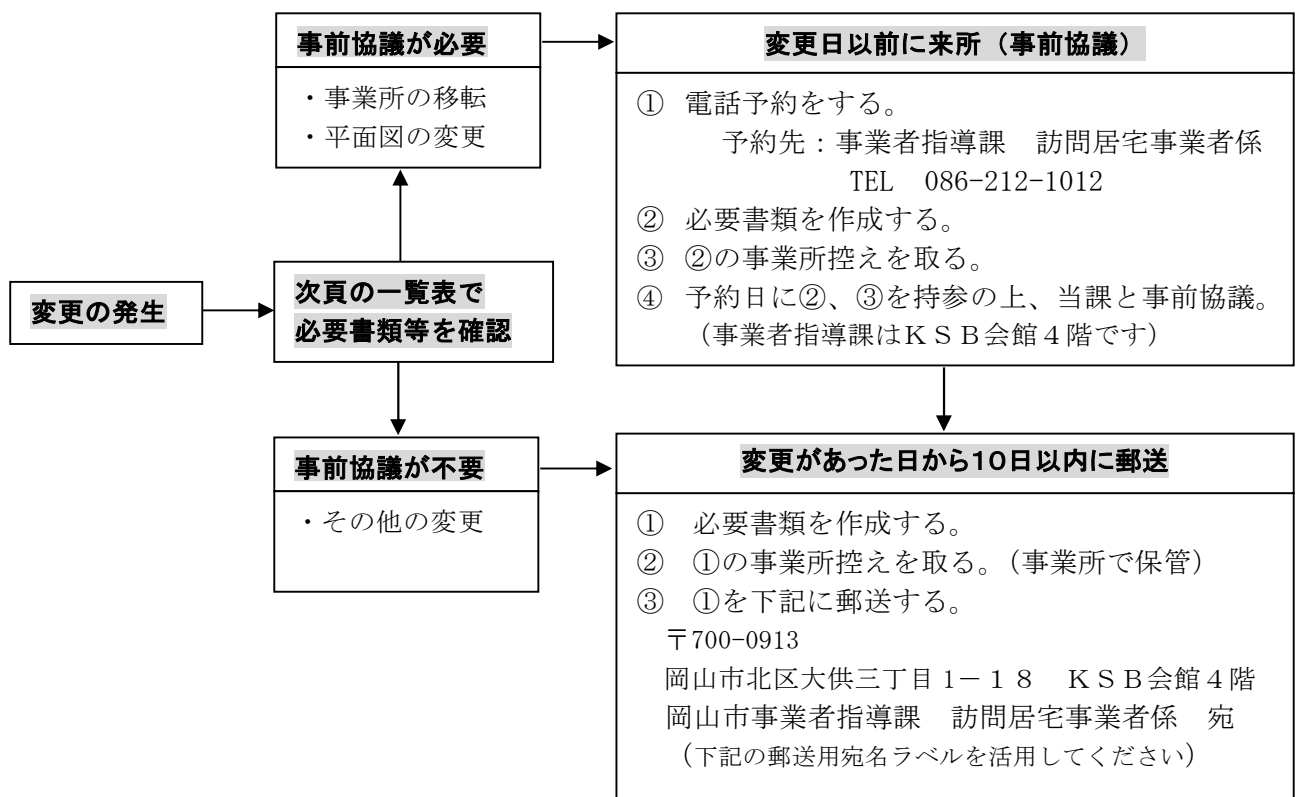 変更の発生
次頁の一覧表で
必要書類等を確認
事前協議が必要
・事業所の移転
・平面図の変更
変更日以前に来所（事前協議）
① 電話予約をする。
予約先：事業者指導課　訪問居宅事業者係
TEL　086-212-1012
② 必要書類を作成する。
③ ②の事業所控えを取る。
④ 予約日に②、③を持参の上、当課と事前協議。
（事業者指導課はＫＳＢ会館４階です）
事前協議が不要
・その他の変更
変更があった日から10日以内に郵送
① 必要書類を作成する。
② ①の事業所控えを取る。（事業所で保管）
③ ①を下記に郵送する。
〒700-0913
岡山市北区大供三丁目1－１８　ＫＳＢ会館４階
岡山市事業者指導課　訪問居宅事業者係　宛
（下記の郵送用宛名ラベルを活用してください）